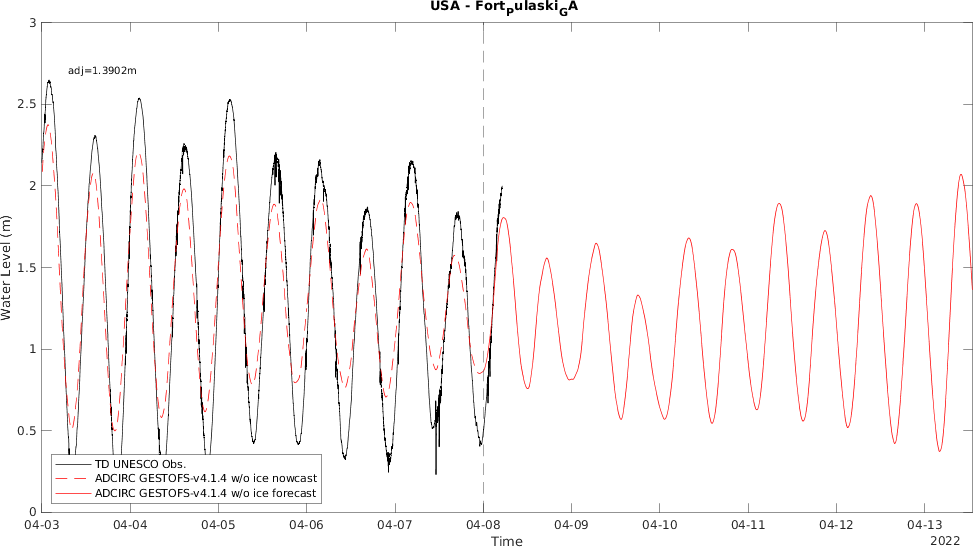 USA - Fort_Pulaski_GA
adj=1.3902m
Water Level (m)
3
2.5
2
1.5
1
0.5
0
TD UNESCO Obs.
ADCIRC GESTOFS-v4.1.4 w/o ice nowcast
ADCIRC GESTOFS-v4.1.4 w/o ice forecast
04-03 04-04 04-05 04-06 04-07 04-08 04-09 04-10 04-11 04-12 04-13
Time
2022